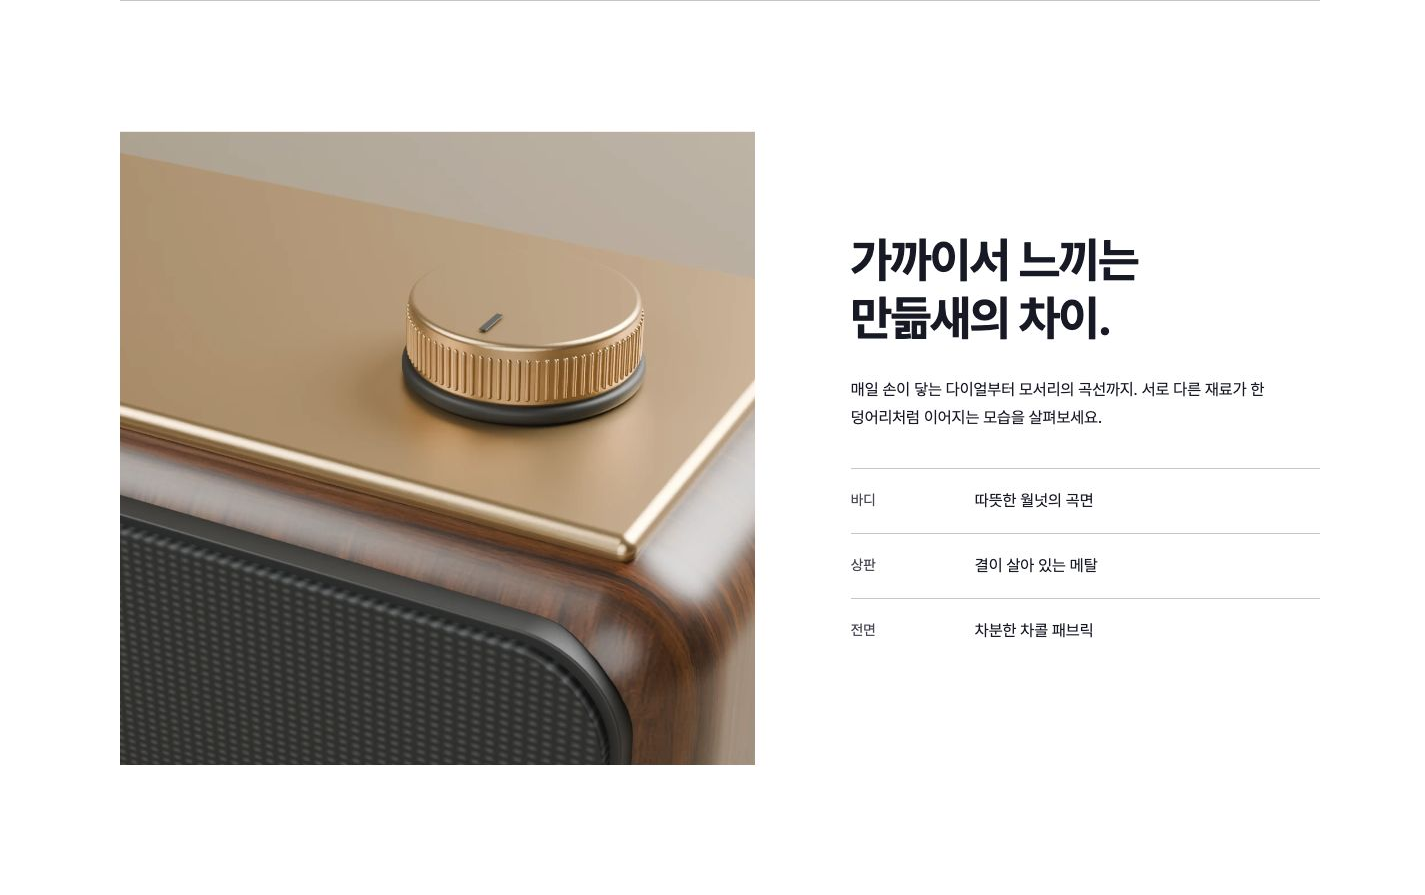 가까이서 느끼는
만듦새의 차이.
매일 손이 닿는 다이얼부터 모서리의 곡선까지. 서로 다른 재료가 한
덩어리처럼 이어지는 모습을 살펴보세요.
바디 따뜻한 월넛의 곡면
상판 결이 살아 있는 메탈
전면 차분한 차콜 패브릭